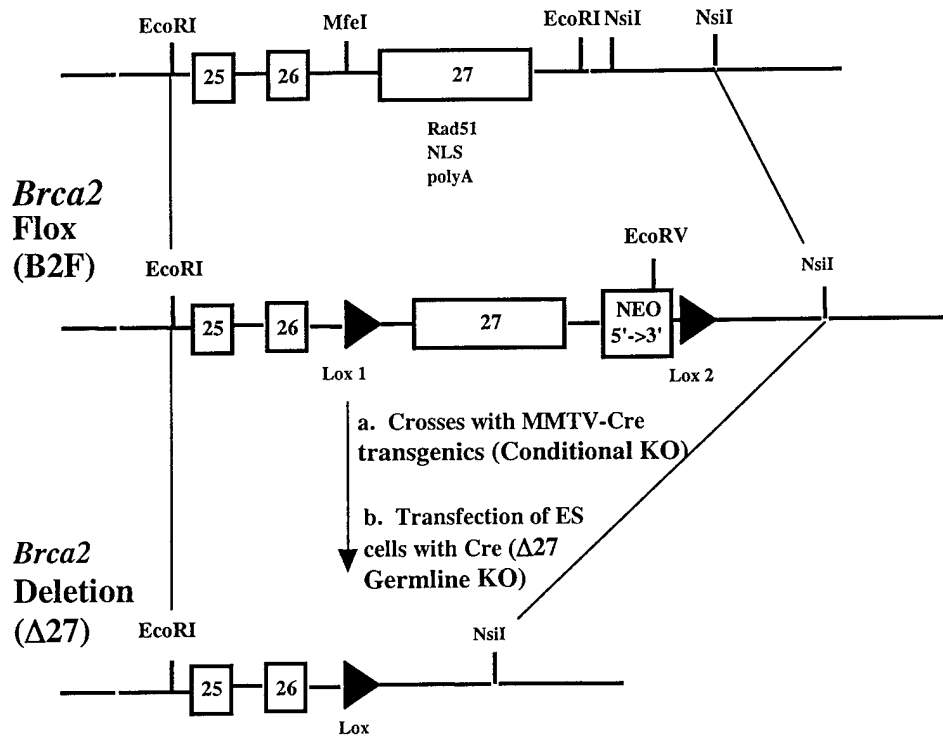 EcoRI
MfeI
EcoRI NsiI
NsiI
25
26
27
Rad51
NLS
polyA
Brca2
Flox
(B2F)
EcoRI
EcoRV
NsiI
25
26
27
NEO
5'->3'
Lox 1
Lox 2
a. Crosses with MMTV-Cre
transgenics (Conditional KO)
b. Transfection of ES
cells with Cre (Δ27
Germline KO)
Brca2
Deletion
(Δ27)
EcoRI
NsiI
25
26
Lox